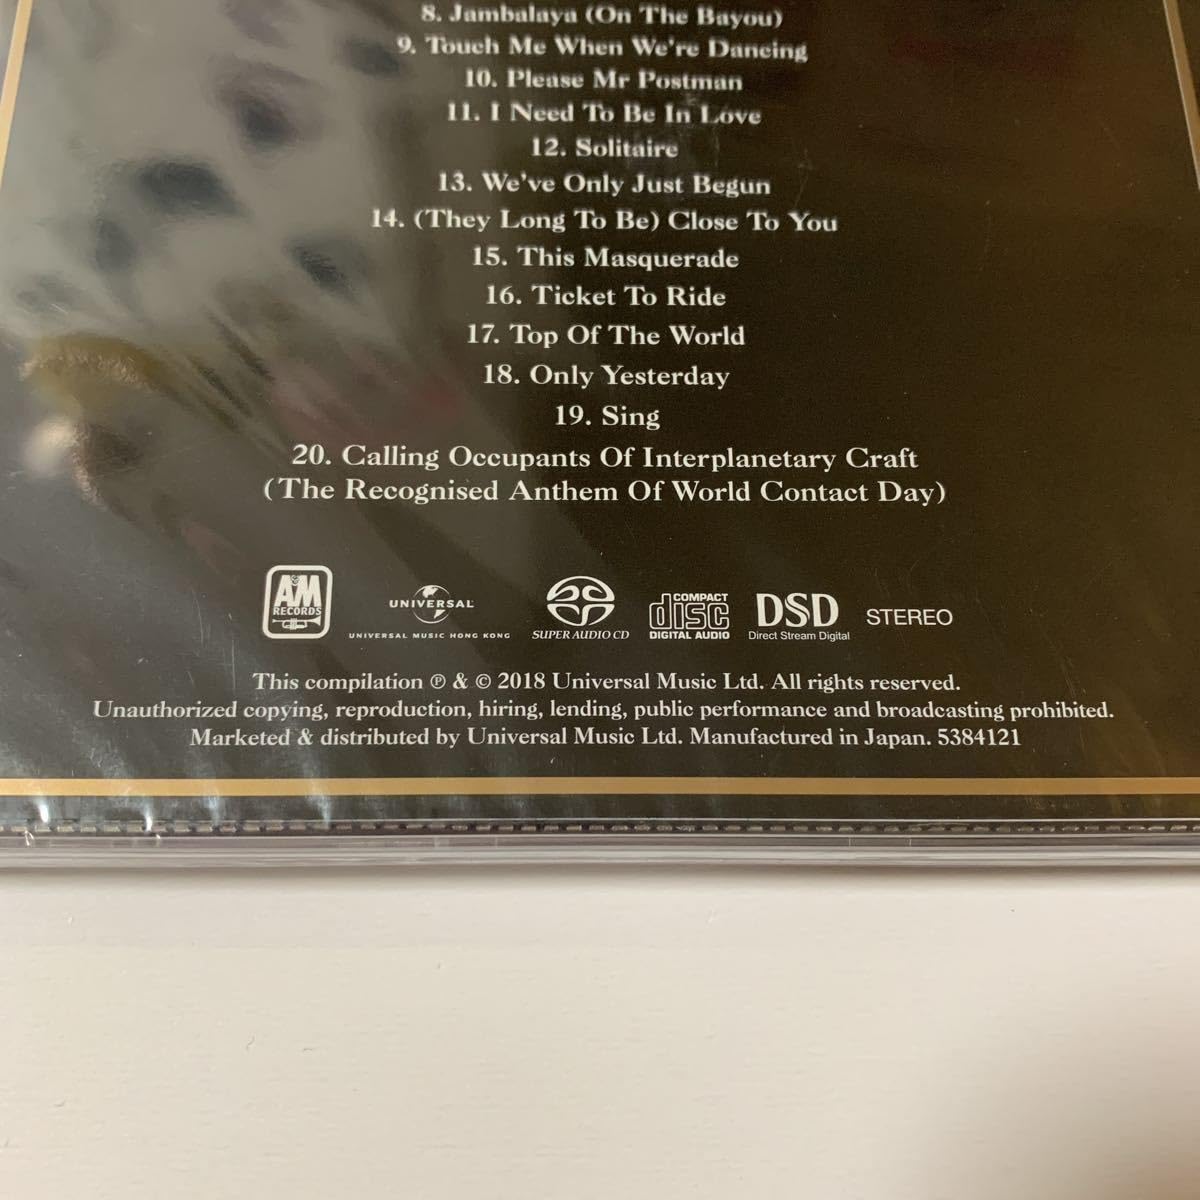 8. Jambalaya (On The Bayou)
9. Touch Me When We're Dancing
10. Please Mr Postman
11. I Need To Be In Love
12. Solitaire
13. We've Only Just Begun
14. (They Long To Be) Close To You
15. This Masquerade
16. Ticket To Ride
17. Top Of The World
18. Only Yesterday
19. Sing
20. Calling Occupants Of Interplanetary Craft
(The Recognised Anthem Of World Contact Day)
A&M
RECORDS
UNIVERSAL
UNIVERSAL MUSIC HONG KONG
SUPER AUDIO CD
COMPACT
disc
DIGITAL AUDIO
DSD
Direct Stream Digital
STEREO
This compilation ℗ & © 2018 Universal Music Ltd. All rights reserved.
Unauthorized copying, reproduction, hiring, lending, public performance and broadcasting prohibited.
Marketed & distributed by Universal Music Ltd. Manufactured in Japan. 5384121